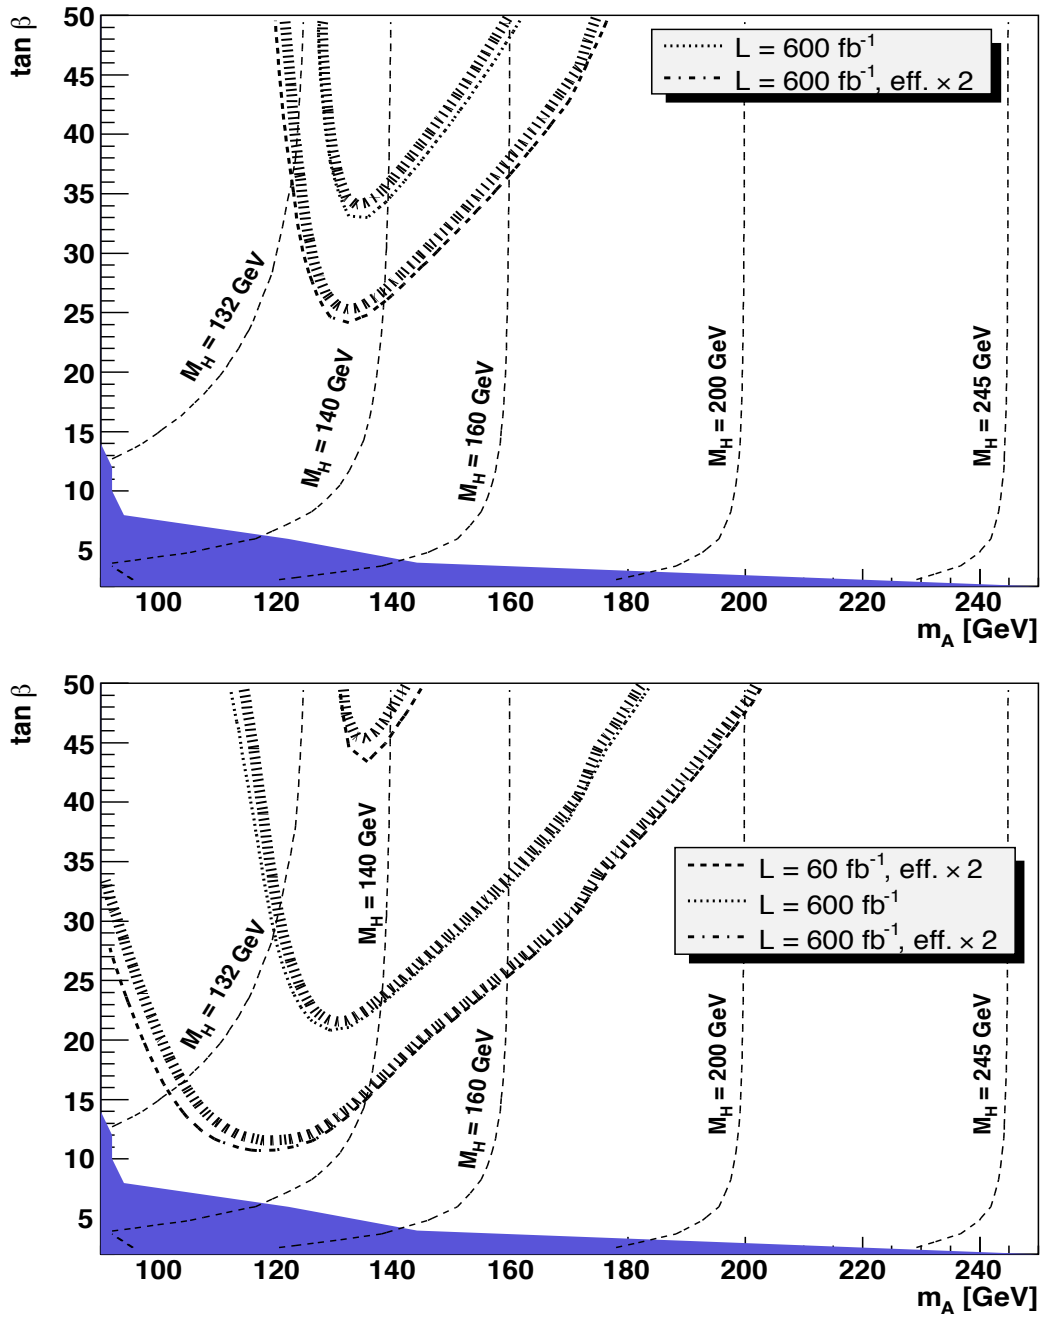 tan β
50
45
40
35
30
25
20
15
10
5
L = 600 fb⁻¹
L = 600 fb⁻¹, eff. × 2
M_H = 132 GeV
M_H = 140 GeV
M_H = 160 GeV
M_H = 200 GeV
M_H = 245 GeV
100 120 140 160 180 200 220 240
m_A [GeV]
tan β
50
45
40
35
30
25
20
15
10
5
L = 60 fb⁻¹, eff. × 2
L = 600 fb⁻¹
L = 600 fb⁻¹, eff. × 2
M_H = 132 GeV
M_H = 140 GeV
M_H = 160 GeV
M_H = 200 GeV
M_H = 245 GeV
100 120 140 160 180 200 220 240
m_A [GeV]